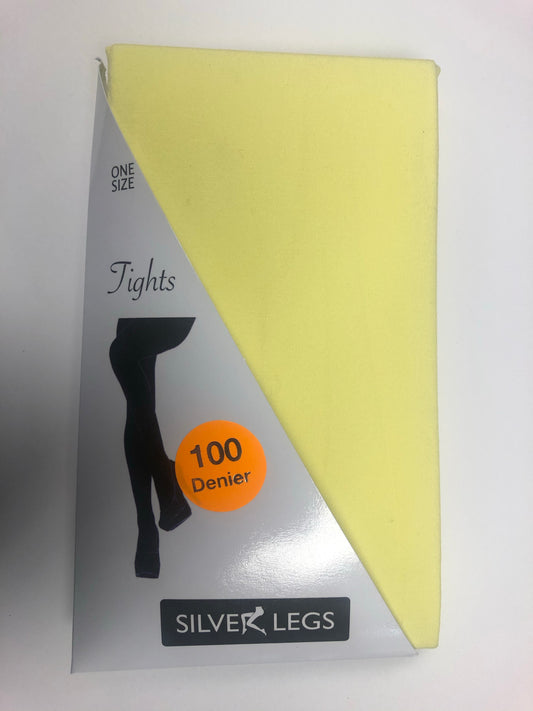 ONE
SIZE
Tights
100
Denier
SILVER LEGS